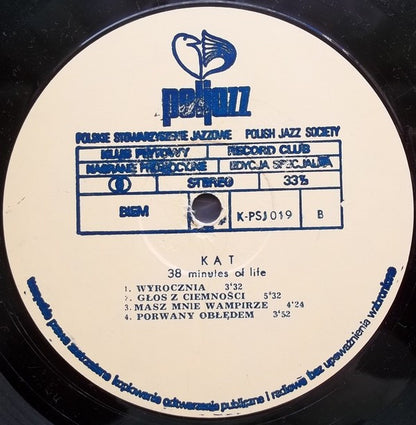 poljazz
POLSKIE STOWARZYSZENIE JAZZOWE POLISH JAZZ SOCIETY
KLUB PŁYTOWY RECORD CLUB
NAGRANIE PROMOCYJNE EDYCJA SPECJALNA
STEREO 33⅓
BIEM K-PSJ 019 B
KAT
38 minutes of life
1. WYROCZNIA 3'32
2. GŁOS Z CIEMNOŚCI 5'32
3. MASZ MNIE WAMPIRZE 4'24
4. PORWANY OBŁĘDEM 3'52
wszystkie prawa zastrzeżone kopiowanie odtwarzanie publiczne i radiowe bez upoważnienia wzbronione